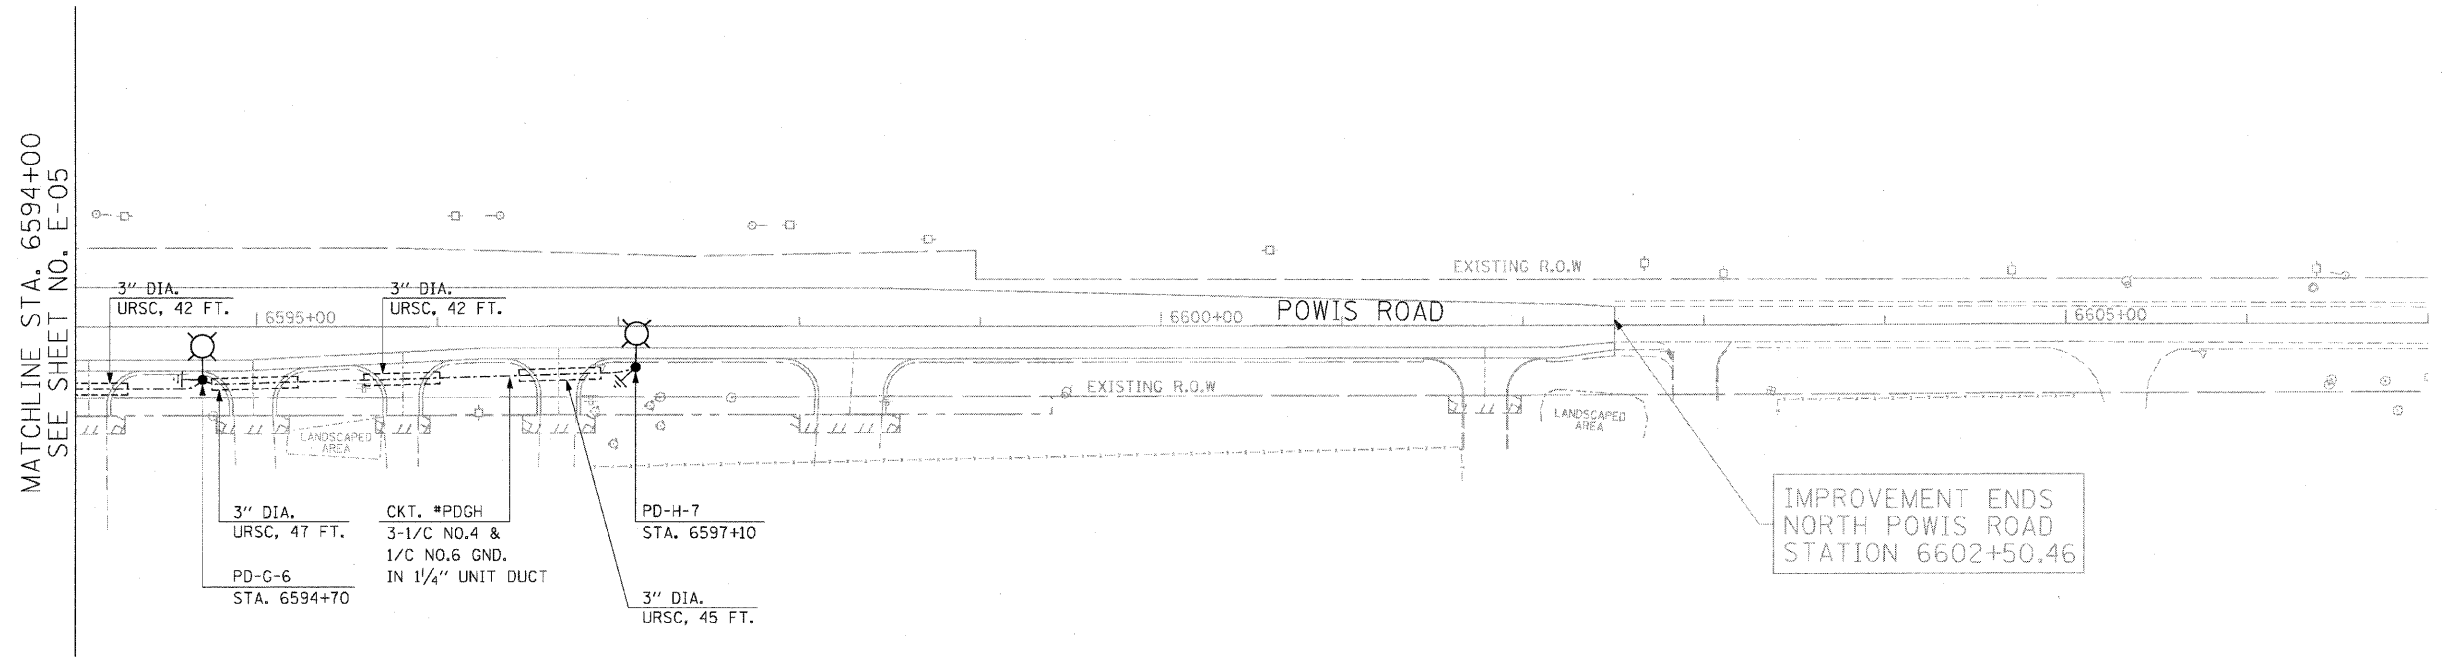 MATCHLINE STA. 6594+00
SEE SHEET NO. E-05
3" DIA.
URSC, 42 FT.
6595+00
3" DIA.
URSC, 42 FT.
6600+00
POWIS ROAD
EXISTING R.O.W
6605+00
EXISTING R.O.W
LANDSCAPED
AREA
LANDSCAPED
AREA
3" DIA.
URSC, 47 FT.
PD-G-6
STA. 6594+70
CKT. #PDGH
3-1/C NO.4 &
1/C NO.6 GND.
IN 1 1/4" UNIT DUCT
PD-H-7
STA. 6597+10
3" DIA.
URSC, 45 FT.
IMPROVEMENT ENDS
NORTH POWIS ROAD
STATION 6602+50.46